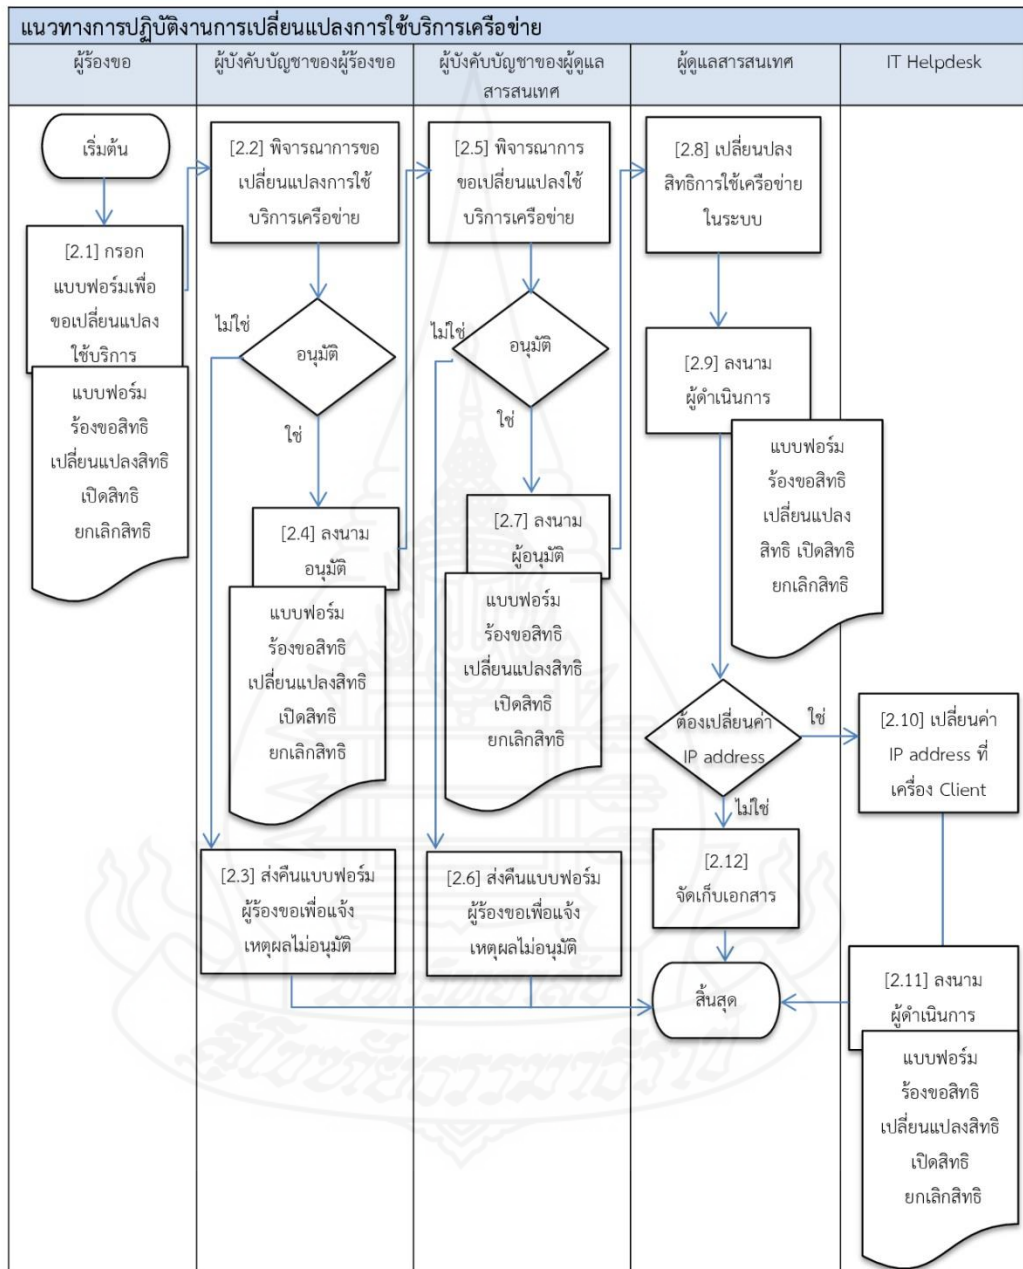 แนวทางการปฏิบัติงานการเปลี่ยนแปลงการใช้บริการเครือข่าย
ผู้ร้องขอ
ผู้บังคับบัญชาของผู้ร้องขอ
ผู้บังคับบัญชาของผู้ดูแล
สารสนเทศ
ผู้ดูแลสารสนเทศ
IT Helpdesk
เริ่มต้น
[2.1] กรอก
แบบฟอร์มเพื่อ
ขอเปลี่ยนแปลง
ใช้บริการ
แบบฟอร์ม
ร้องขอสิทธิ
เปลี่ยนแปลงสิทธิ
เปิดสิทธิ
ยกเลิกสิทธิ
[2.2] พิจารณาการขอ
เปลี่ยนแปลงการใช้
บริการเครือข่าย
อนุมัติ
ไม่ใช่
ใช่
[2.4] ลงนาม
อนุมัติ
แบบฟอร์ม
ร้องขอสิทธิ
เปลี่ยนแปลงสิทธิ
เปิดสิทธิ
ยกเลิกสิทธิ
[2.3] ส่งคืนแบบฟอร์ม
ผู้ร้องขอเพื่อแจ้ง
เหตุผลไม่อนุมัติ
[2.5] พิจารณาการ
ขอเปลี่ยนแปลงใช้
บริการเครือข่าย
อนุมัติ
ไม่ใช่
ใช่
[2.7] ลงนาม
ผู้อนุมัติ
แบบฟอร์ม
ร้องขอสิทธิ
เปลี่ยนแปลงสิทธิ
เปิดสิทธิ
ยกเลิกสิทธิ
[2.6] ส่งคืนแบบฟอร์ม
ผู้ร้องขอเพื่อแจ้ง
เหตุผลไม่อนุมัติ
[2.8] เปลี่ยนปลง
สิทธิการใช้เครือข่าย
ในระบบ
[2.9] ลงนาม
ผู้ดำเนินการ
แบบฟอร์ม
ร้องขอสิทธิ
เปลี่ยนแปลง
สิทธิ เปิดสิทธิ
ยกเลิกสิทธิ
ต้องเปลี่ยนค่า
IP address
ใช่
ไม่ใช่
[2.12]
จัดเก็บเอกสาร
สิ้นสุด
[2.10] เปลี่ยนค่า
IP address ที่
เครื่อง Client
[2.11] ลงนาม
ผู้ดำเนินการ
แบบฟอร์ม
ร้องขอสิทธิ
เปลี่ยนแปลงสิทธิ
เปิดสิทธิ
ยกเลิกสิทธิ